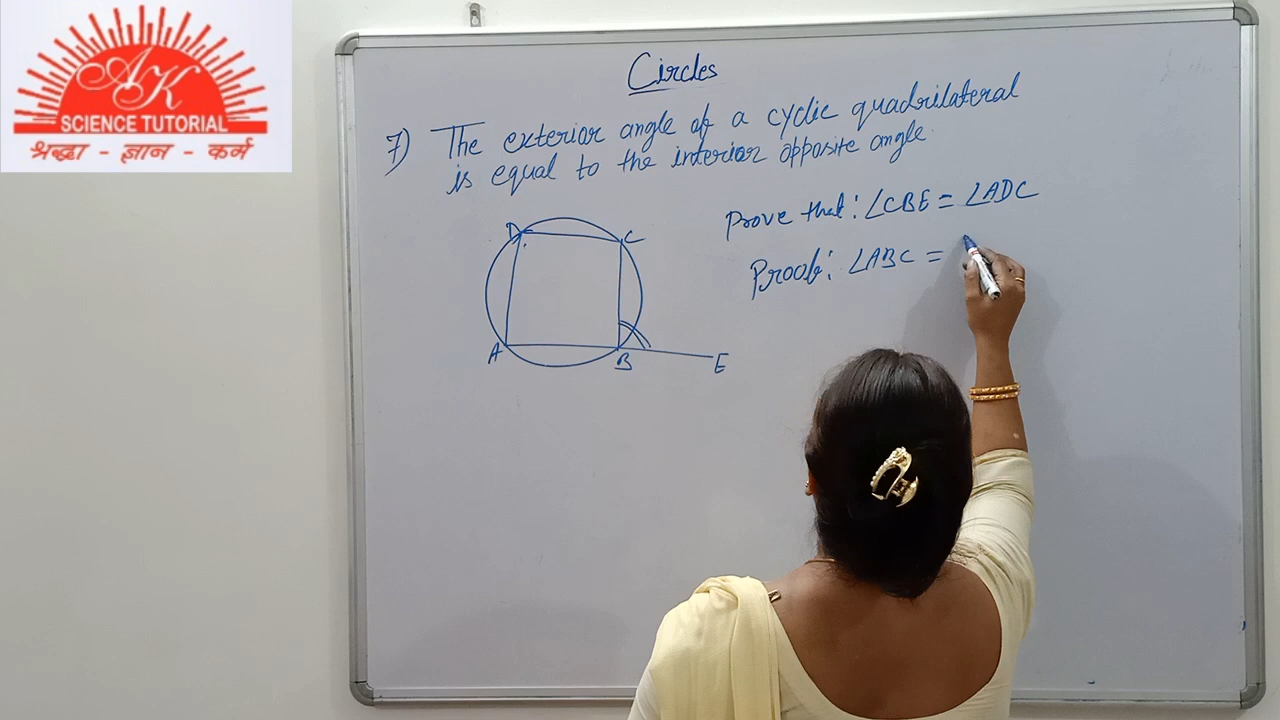 AK
SCIENCE TUTORIAL
श्रद्धा - ज्ञान - कर्म
Circles
7) The exterior angle of a cyclic quadrilateral
is equal to the interior opposite angle.
Prove that: ∠CBE = ∠ADC
Proof: ∠ABC =
D
C
A
B
E